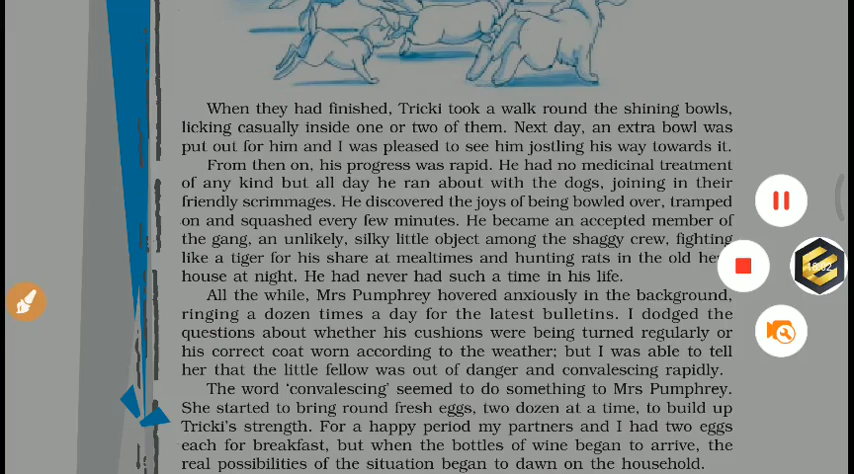 When they had finished, Tricki took a walk round the shining bowls,
licking casually inside one or two of them. Next day, an extra bowl was
put out for him and I was pleased to see him jostling his way towards it.
From then on, his progress was rapid. He had no medicinal treatment
of any kind but all day he ran about with the dogs, joining in their
friendly scrimmages. He discovered the joys of being bowled over, tramped
on and squashed every few minutes. He became an accepted member of
the gang, an unlikely, silky little object among the shaggy crew, fighting
like a tiger for his share at mealtimes and hunting rats in the old
house at night. He had never had such a time in his life.
All the while, Mrs Pumphrey hovered anxiously in the background,
ringing a dozen times a day for the latest bulletins. I dodged the
questions about whether his cushions were being turned regularly or
his correct coat worn according to the weather; but I was able to tell
her that the little fellow was out of danger and convalescing rapidly.
The word ‘convalescing’ seemed to do something to Mrs Pumphrey.
She started to bring round fresh eggs, two dozen at a time, to build up
Tricki’s strength. For a happy period my partners and I had two eggs
each for breakfast, but when the bottles of wine began to arrive, the
real possibilities of the situation began to dawn on the household.